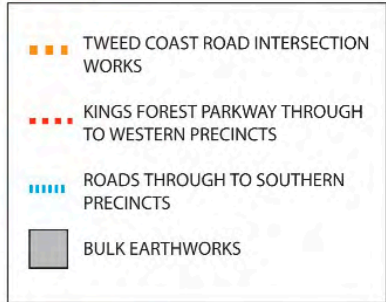 TWEED COAST ROAD INTERSECTION
WORKS
KINGS FOREST PARKWAY THROUGH
TO WESTERN PRECINCTS
ROADS THROUGH TO SOUTHERN
PRECINCTS
BULK EARTHWORKS